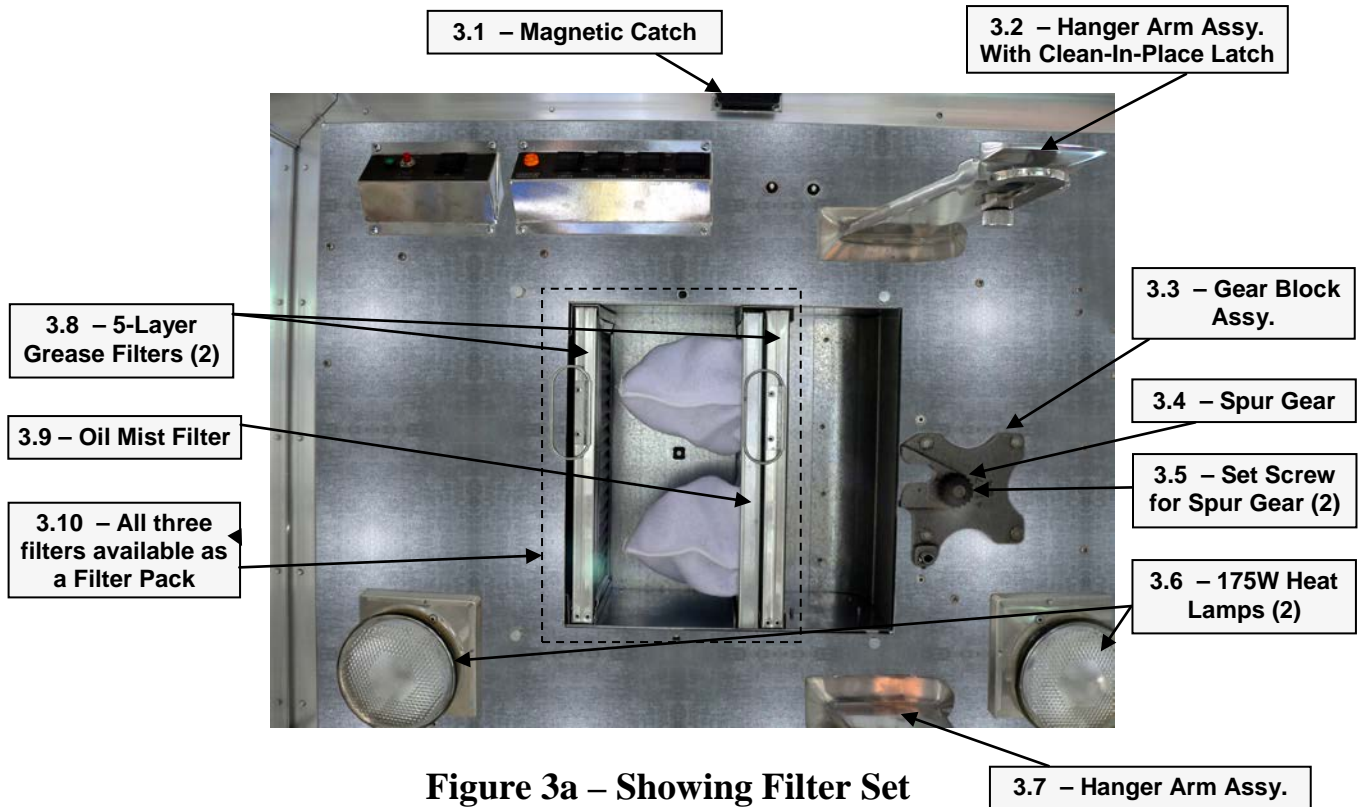 3.1 – Magnetic Catch
3.2 – Hanger Arm Assy.
With Clean-In-Place Latch
3.3 – Gear Block
Assy.
3.8 – 5-Layer
Grease Filters (2)
3.4 – Spur Gear
3.9 – Oil Mist Filter
3.5 – Set Screw
for Spur Gear (2)
3.10 – All three
filters available as
a Filter Pack
3.6 – 175W Heat
Lamps (2)
Figure 3a – Showing Filter Set
3.7 – Hanger Arm Assy.